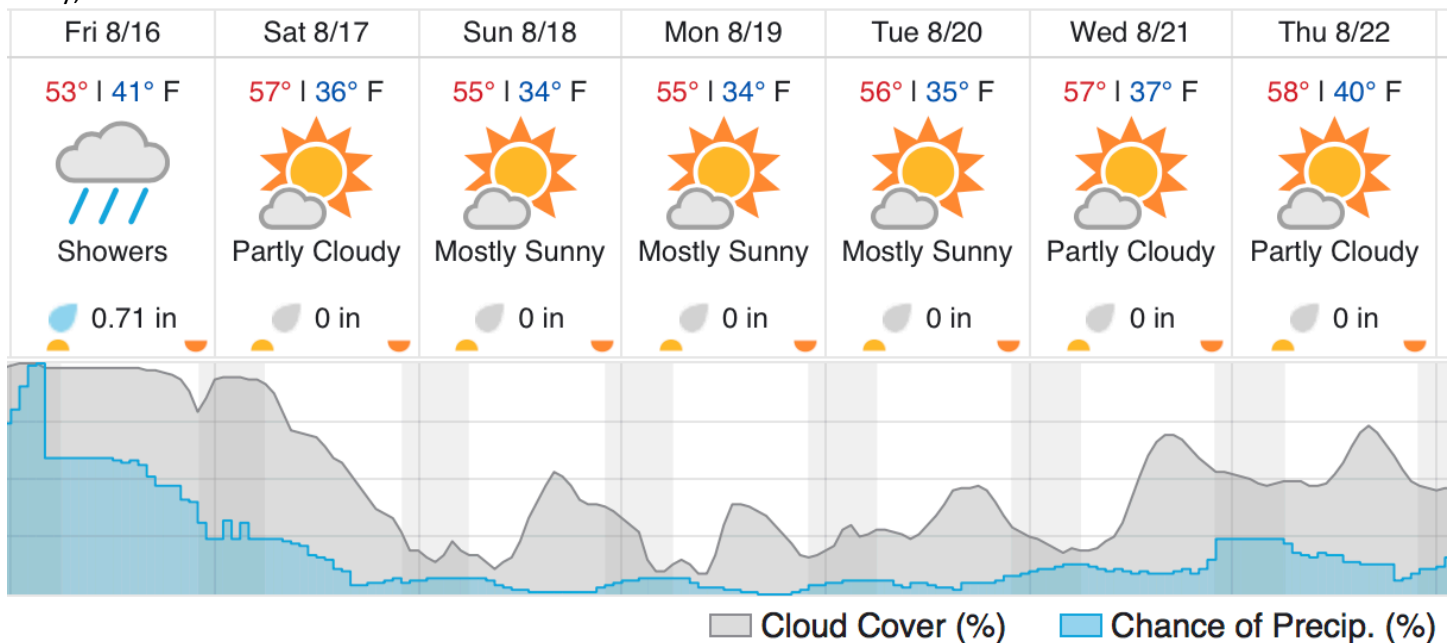 Fri 8/16 Sat 8/17 Sun 8/18 Mon 8/19 Tue 8/20 Wed 8/21 Thu 8/22
53° | 41° F 57° | 36° F 55° | 34° F 55° | 34° F 56° | 35° F 57° | 37° F 58° | 40° F
Showers Partly Cloudy Mostly Sunny Mostly Sunny Mostly Sunny Partly Cloudy Partly Cloudy
0.71 in 0 in 0 in 0 in 0 in 0 in 0 in
Cloud Cover (%) Chance of Precip. (%)